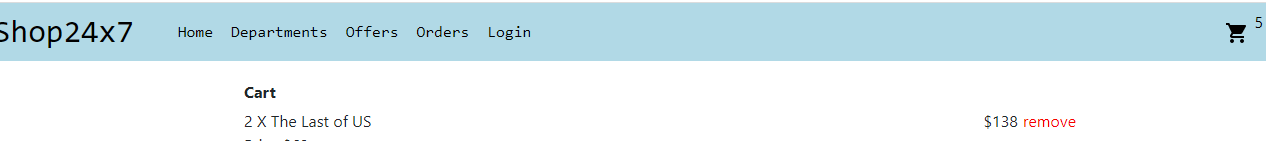 Shop24x7 Home Departments Offers Orders Login 5
Cart
2 X The Last of US $138 remove